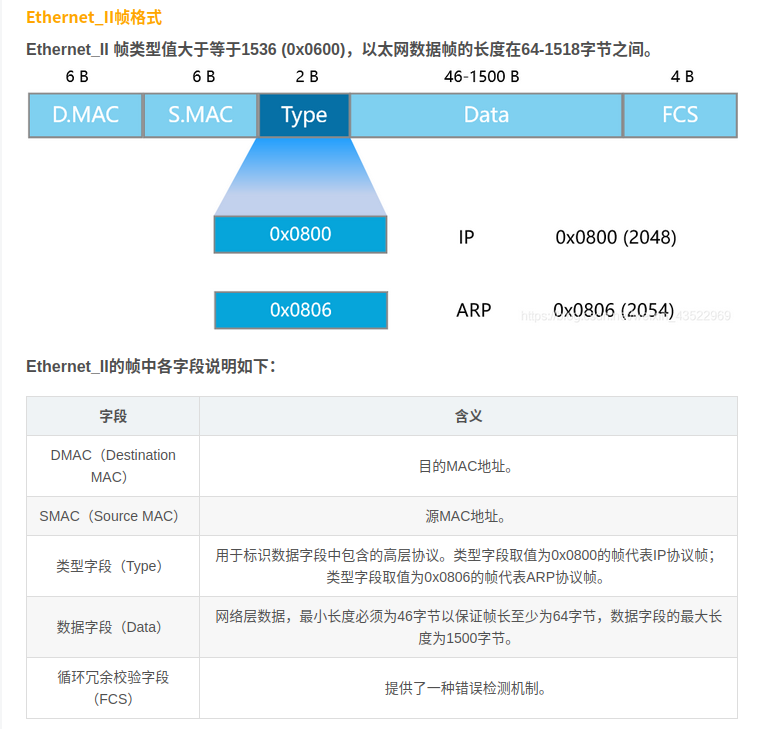 Ethernet_II帧格式
Ethernet_II 帧类型值大于等于1536 (0x0600)，以太网数据帧的长度在64-1518字节之间。
6 B 6 B 2 B 46-1500 B 4 B
D.MAC S.MAC Type Data FCS
0x0800 IP 0x0800 (2048)
0x0806 ARP 0x0806 (2054)
Ethernet_II的帧中各字段说明如下：
字段 含义
DMAC（Destination
MAC）
目的MAC地址。
SMAC（Source MAC） 源MAC地址。
类型字段（Type）
用于标识数据字段中包含的高层协议。类型字段取值为0x0800的帧代表IP协议帧；
类型字段取值为0x0806的帧代表ARP协议帧。
数据字段（Data）
网络层数据，最小长度必须为46字节以保证帧长至少为64字节，数据字段的最大长
度为1500字节。
循环冗余校验字段
（FCS）
提供了一种错误检测机制。